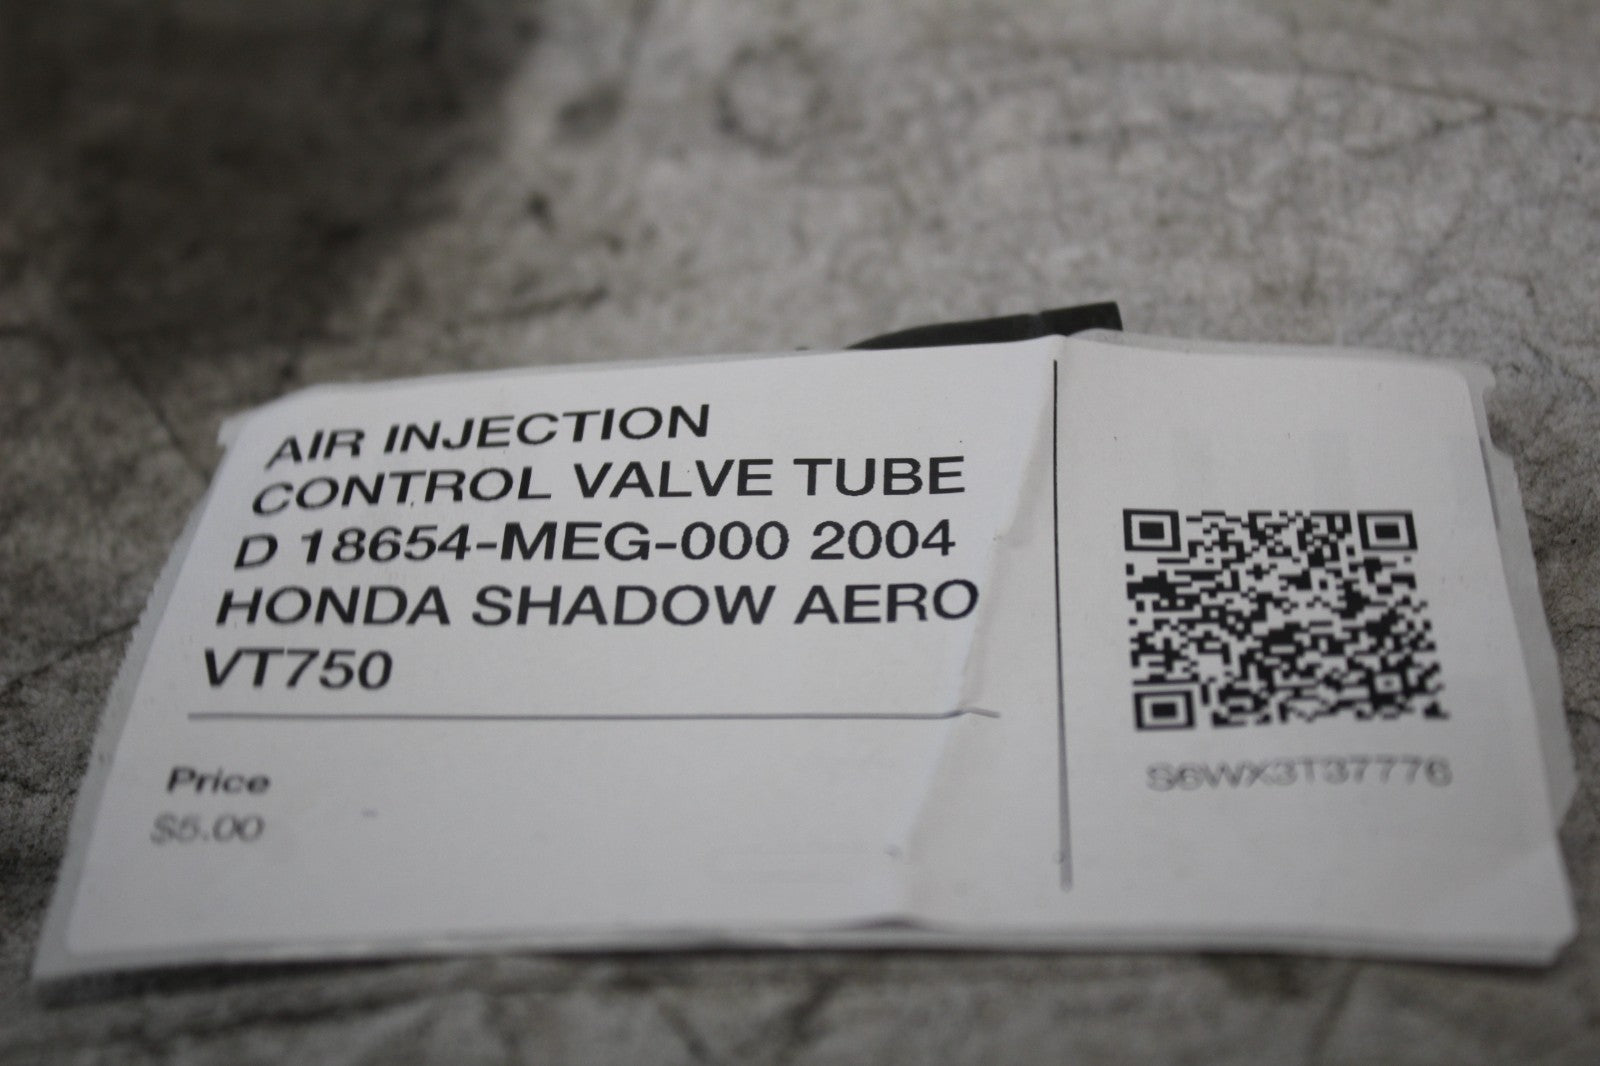 AIR INJECTION
CONTROL VALVE TUBE
D 18654-MEG-000 2004
HONDA SHADOW AERO
VT750
Price
$5.00
S6WX3T37776